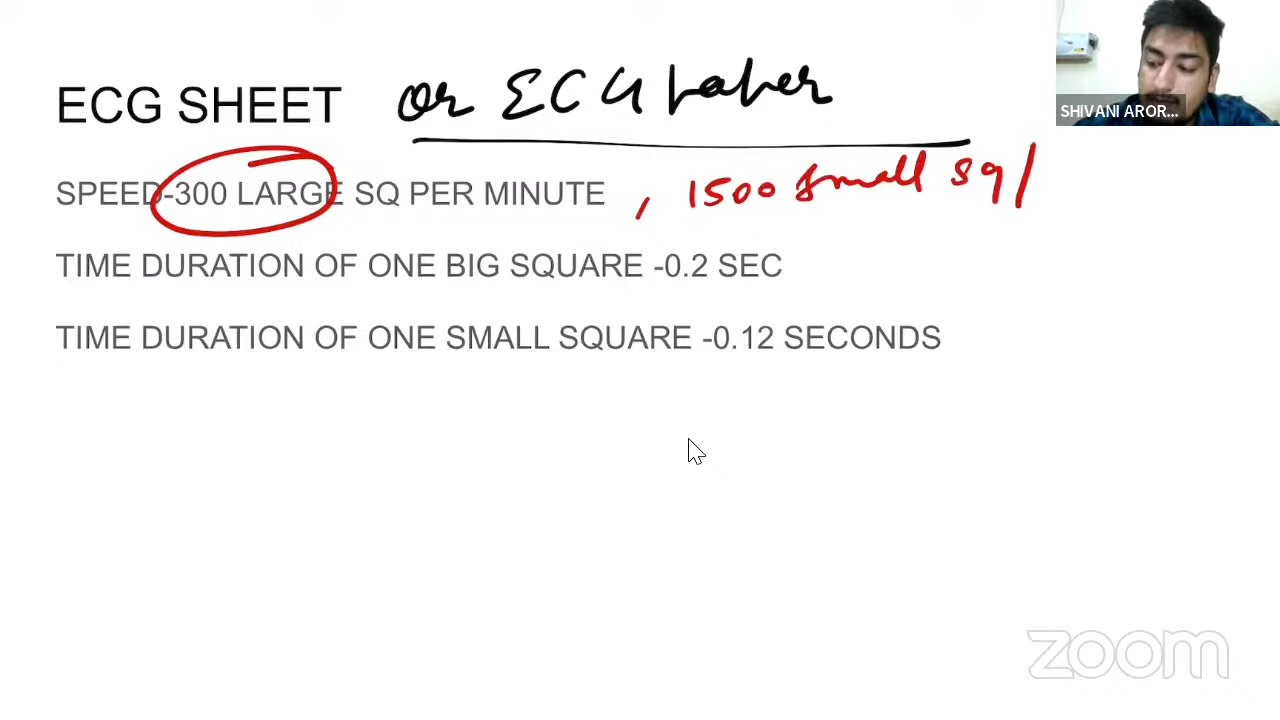 ECG SHEET or ECG paper
SHIVANI AROR...
SPEED-300 LARGE SQ PER MINUTE , 1500 small sq/
TIME DURATION OF ONE BIG SQUARE -0.2 SEC
TIME DURATION OF ONE SMALL SQUARE -0.12 SECONDS
zoom